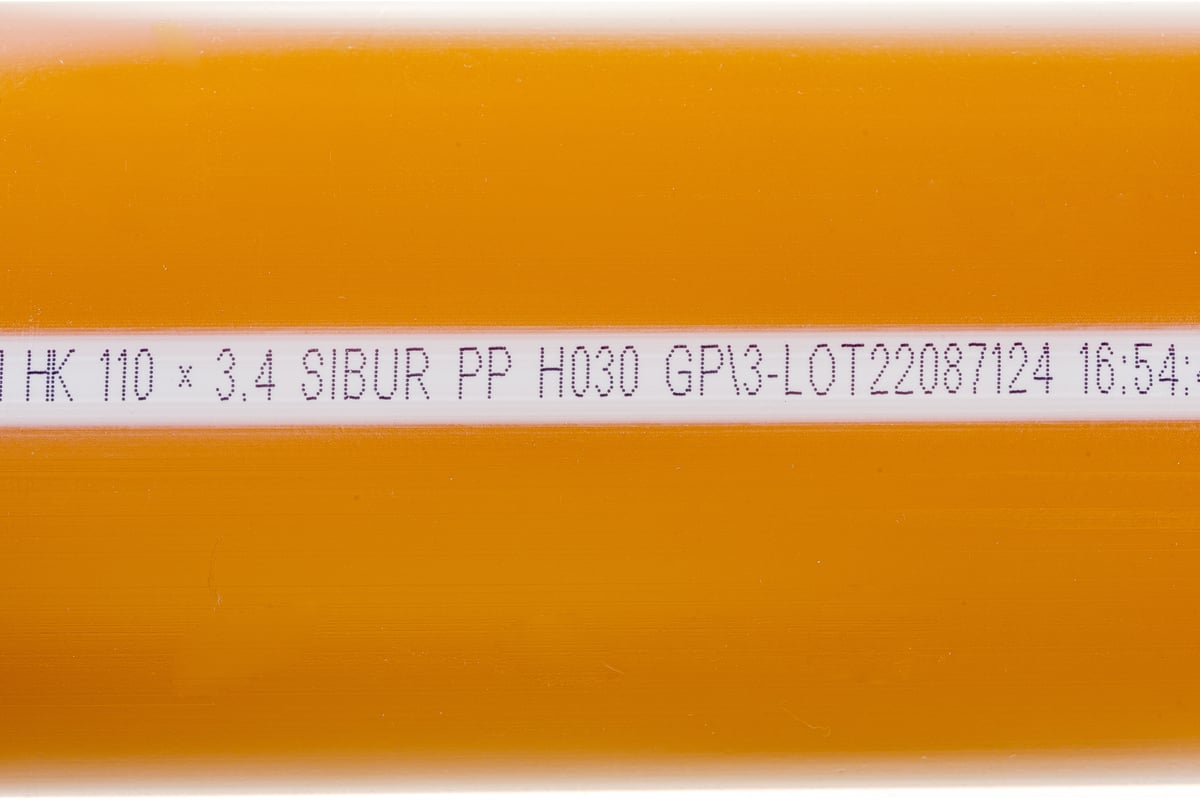 НК 110 x 3.4 SIBUR PP H030 GP\3-LOT22087124 16:54: